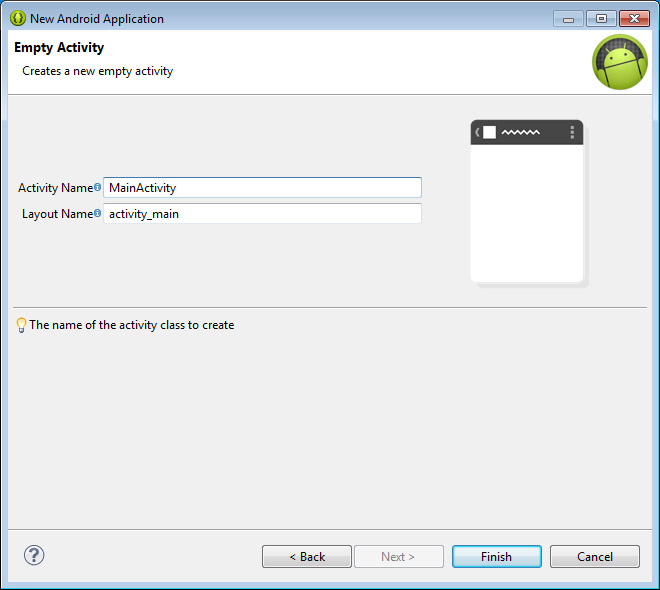 New Android Application
Empty Activity
Creates a new empty activity
Activity Name MainActivity
Layout Name activity_main
The name of the activity class to create
< Back Next > Finish Cancel